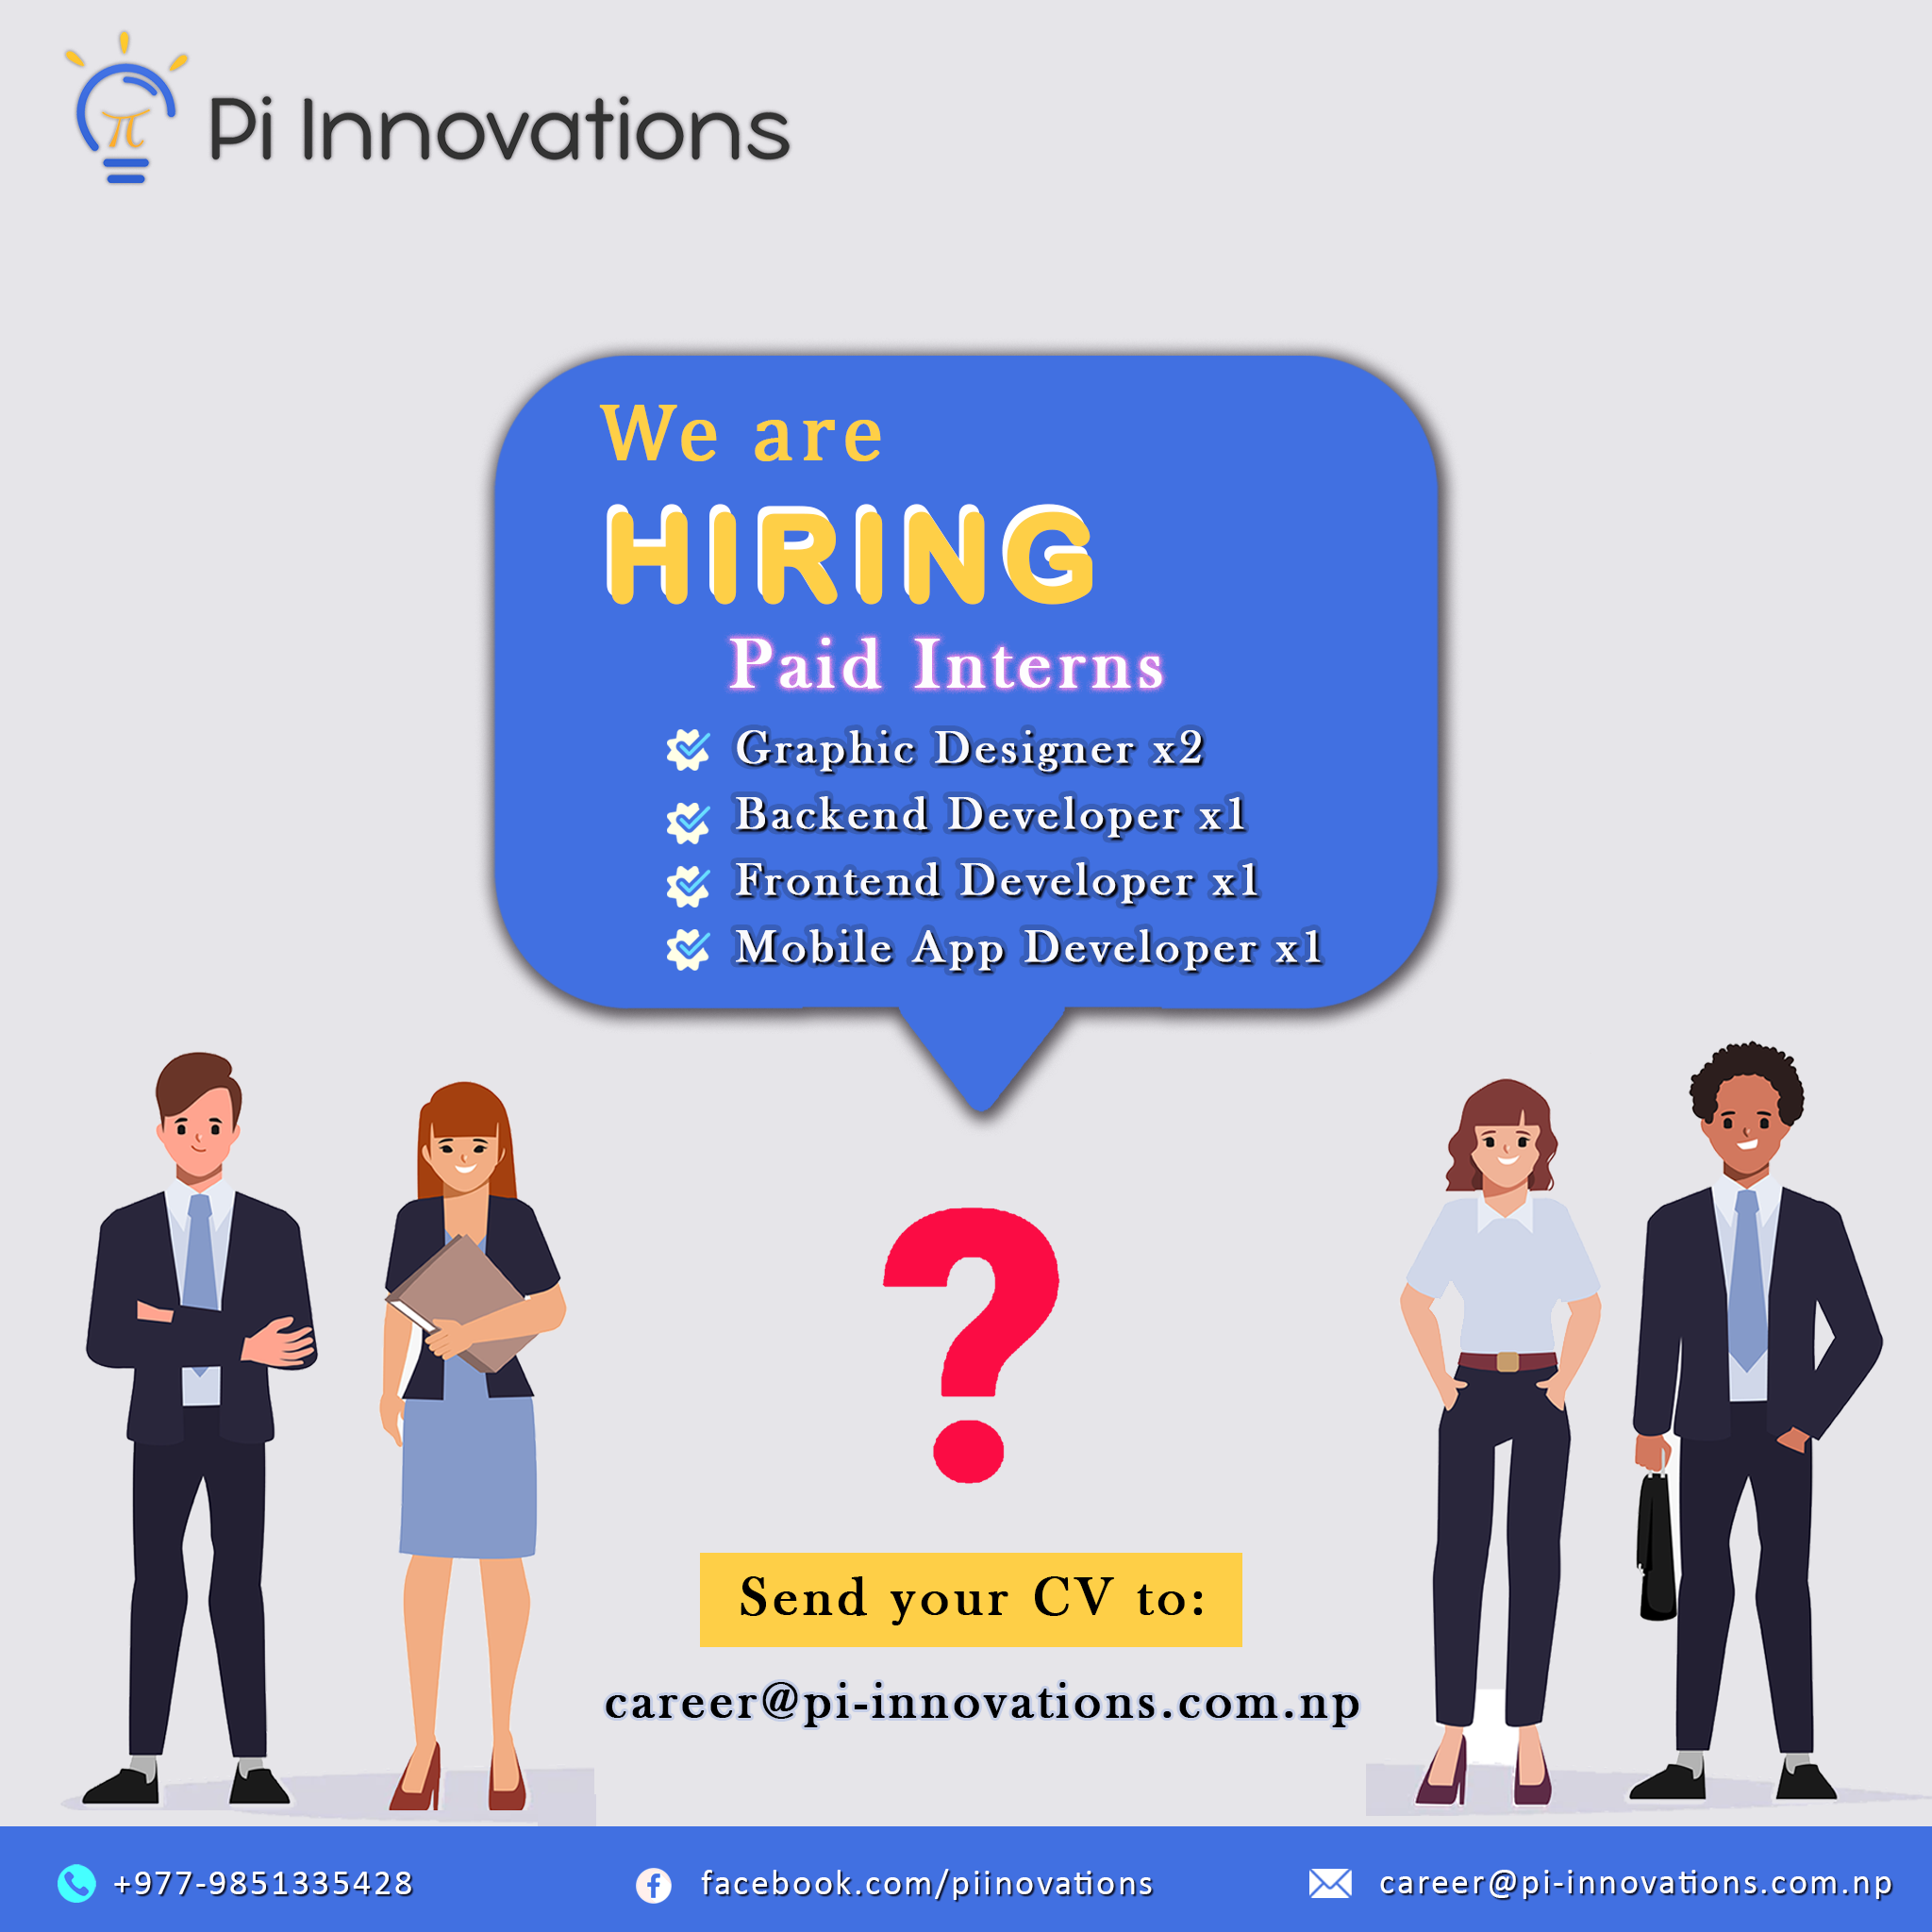 π Pi Innovations
We are
HIRING
Paid Interns
Graphic Designer x2
Backend Developer x1
Frontend Developer x1
Mobile App Developer x1
?
Send your CV to:
career@pi-innovations.com.np
+977-9851335428
facebook.com/piinovations
career@pi-innovations.com.np